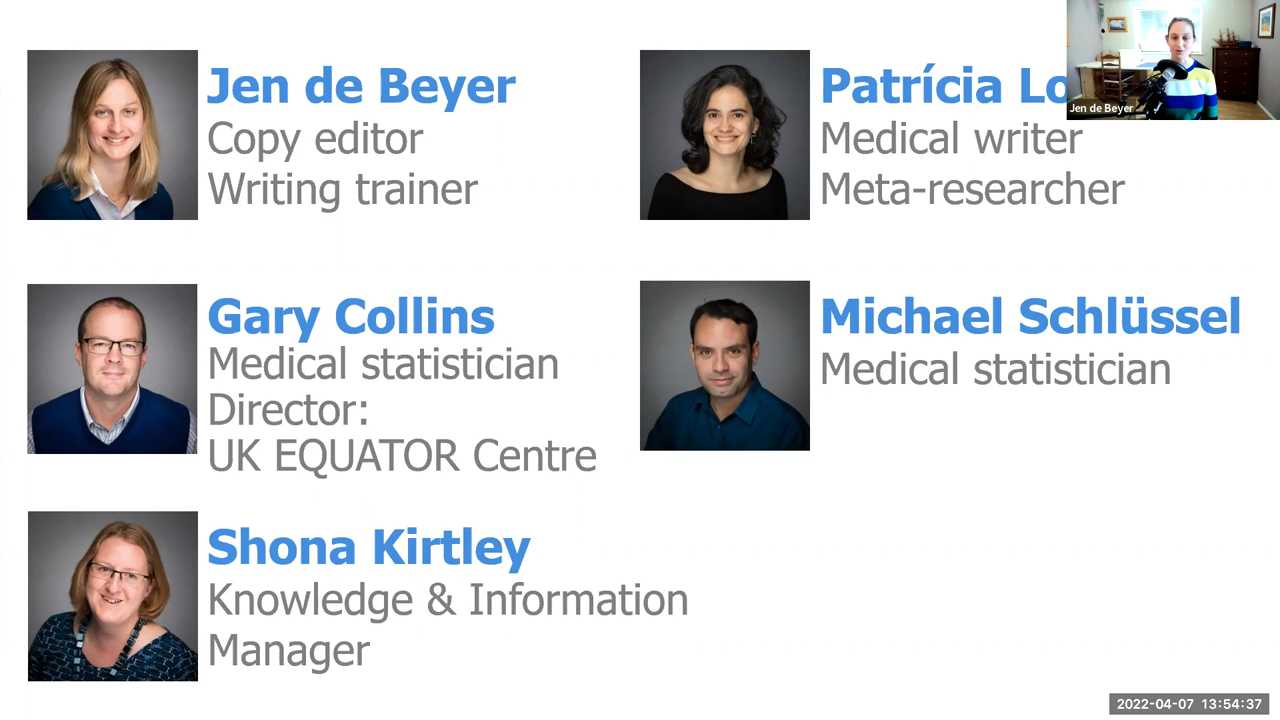 Jen de Beyer
Copy editor
Writing trainer
Patrícia
Medical writer
Meta-researcher
Jen de Beyer
Gary Collins
Medical statistician
Director:
UK EQUATOR Centre
Michael Schlüssel
Medical statistician
Shona Kirtley
Knowledge & Information
Manager
2022-04-07 13:54:37